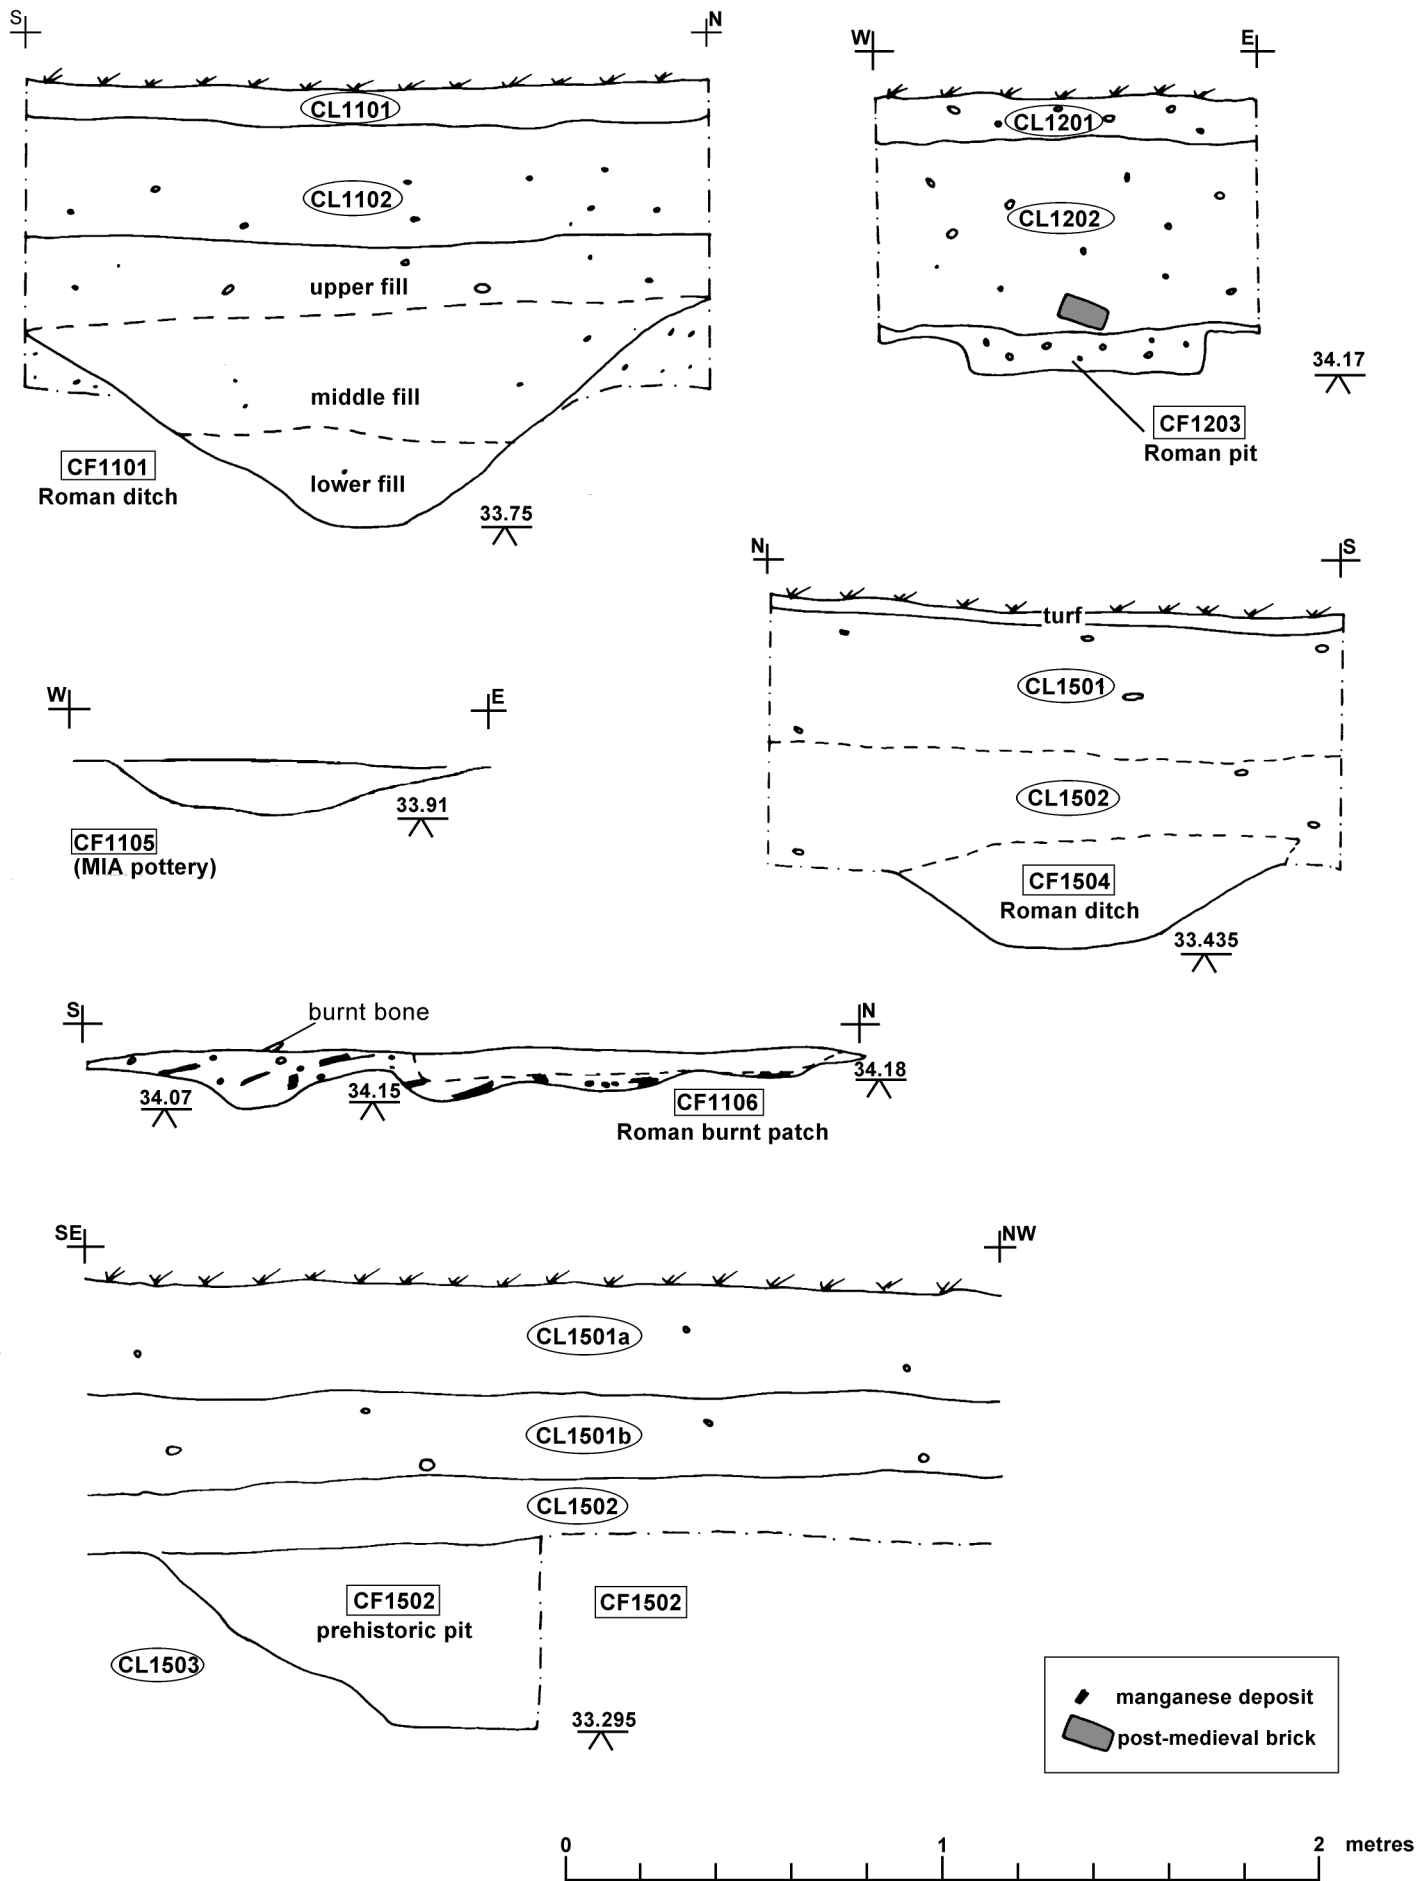 S
N
CL1101
CL1102
upper fill
middle fill
lower fill
CF1101
Roman ditch
33.75
W
E
CL1201
CL1202
34.17
CF1203
Roman pit
N
S
turf
CL1501
CL1502
CF1504
Roman ditch
33.435
W
E
33.91
CF1105
(MIA pottery)
S
N
burnt bone
34.07
34.15
34.18
CF1106
Roman burnt patch
SE
NW
CL1501a
CL1501b
CL1502
CF1502
prehistoric pit
CF1502
CL1503
33.295
manganese deposit
post-medieval brick
0 1 2 metres